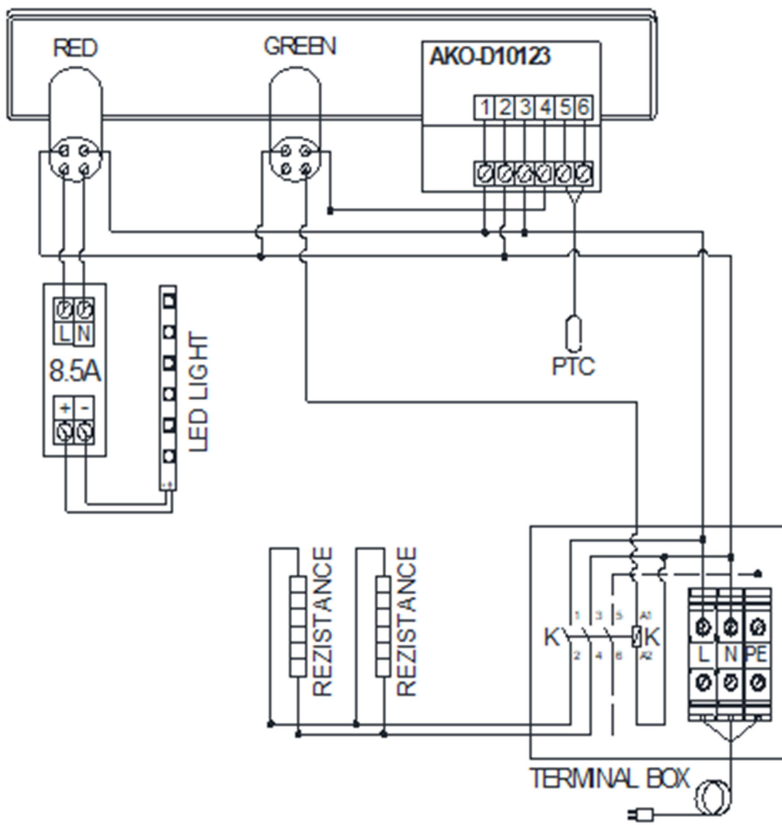 RED
GREEN
AKO-D10123
1 2 3 4 5 6
L N
8.5A
+ -
LED LIGHT
PTC
REZISTANCE
REZISTANCE
1 3 5 A1
K K
2 4 6 A2
L N PE
TERMINAL BOX